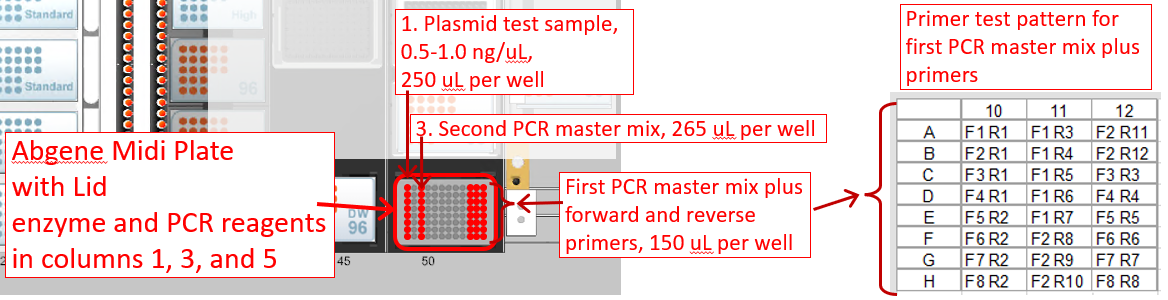 Standard
High
Standard
96
1. Plasmid test sample,
0.5-1.0 ng/uL,
250 uL per well
3. Second PCR master mix, 265 uL per well
Abgene Midi Plate
with Lid
enzyme and PCR reagents
in columns 1, 3, and 5
DW
96
45
50
First PCR master mix plus
forward and reverse
primers, 150 uL per well
Primer test pattern for
first PCR master mix plus
primers
10 11 12
A F1 R1 F1 R3 F2 R11
B F2 R1 F1 R4 F2 R12
C F3 R1 F1 R5 F3 R3
D F4 R1 F1 R6 F4 R4
E F5 R2 F1 R7 F5 R5
F F6 R2 F2 R8 F6 R6
G F7 R2 F2 R9 F7 R7
H F8 R2 F2 R10 F8 R8